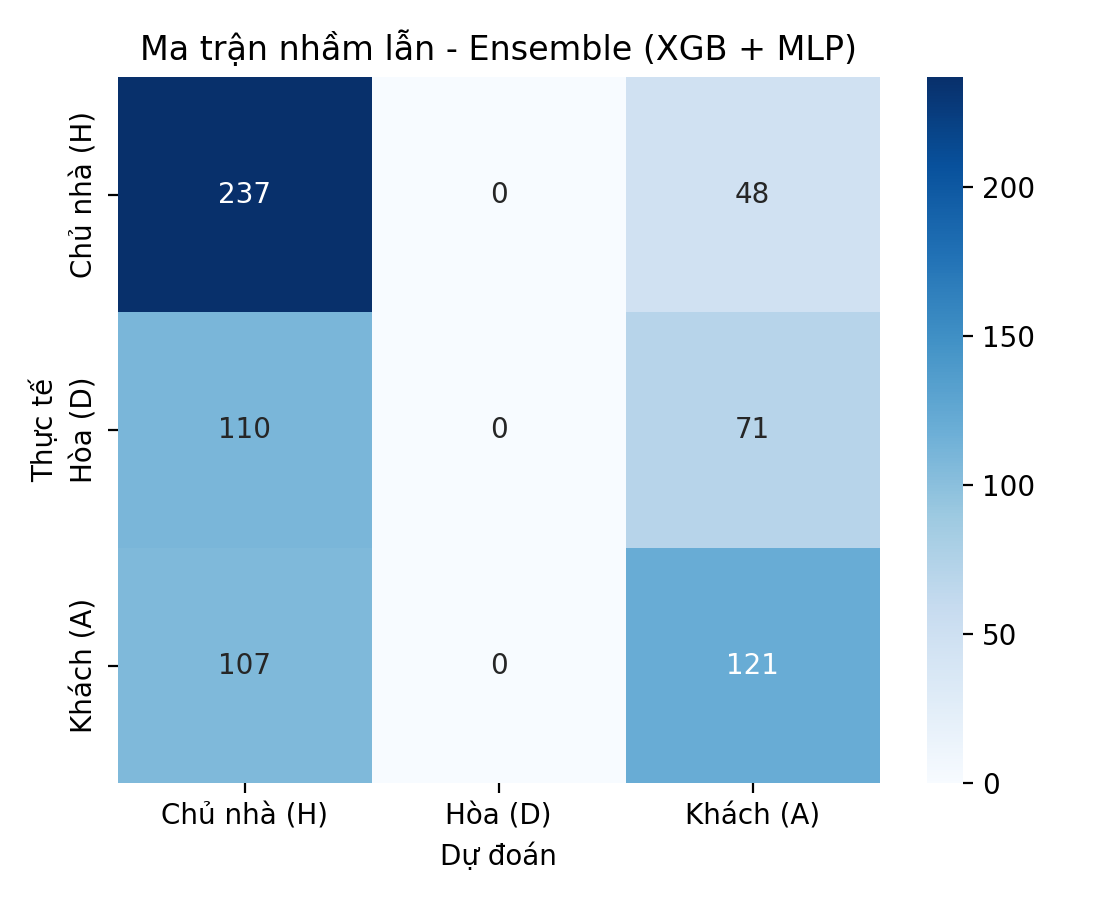 Ma trận nhầm lẫn - Ensemble (XGB + MLP)
Thực tế
Chủ nhà (H)
237
0
48
Hòa (D)
110
0
71
Khách (A)
107
0
121
Chủ nhà (H)
Hòa (D)
Khách (A)
Dự đoán
200
150
100
50
0